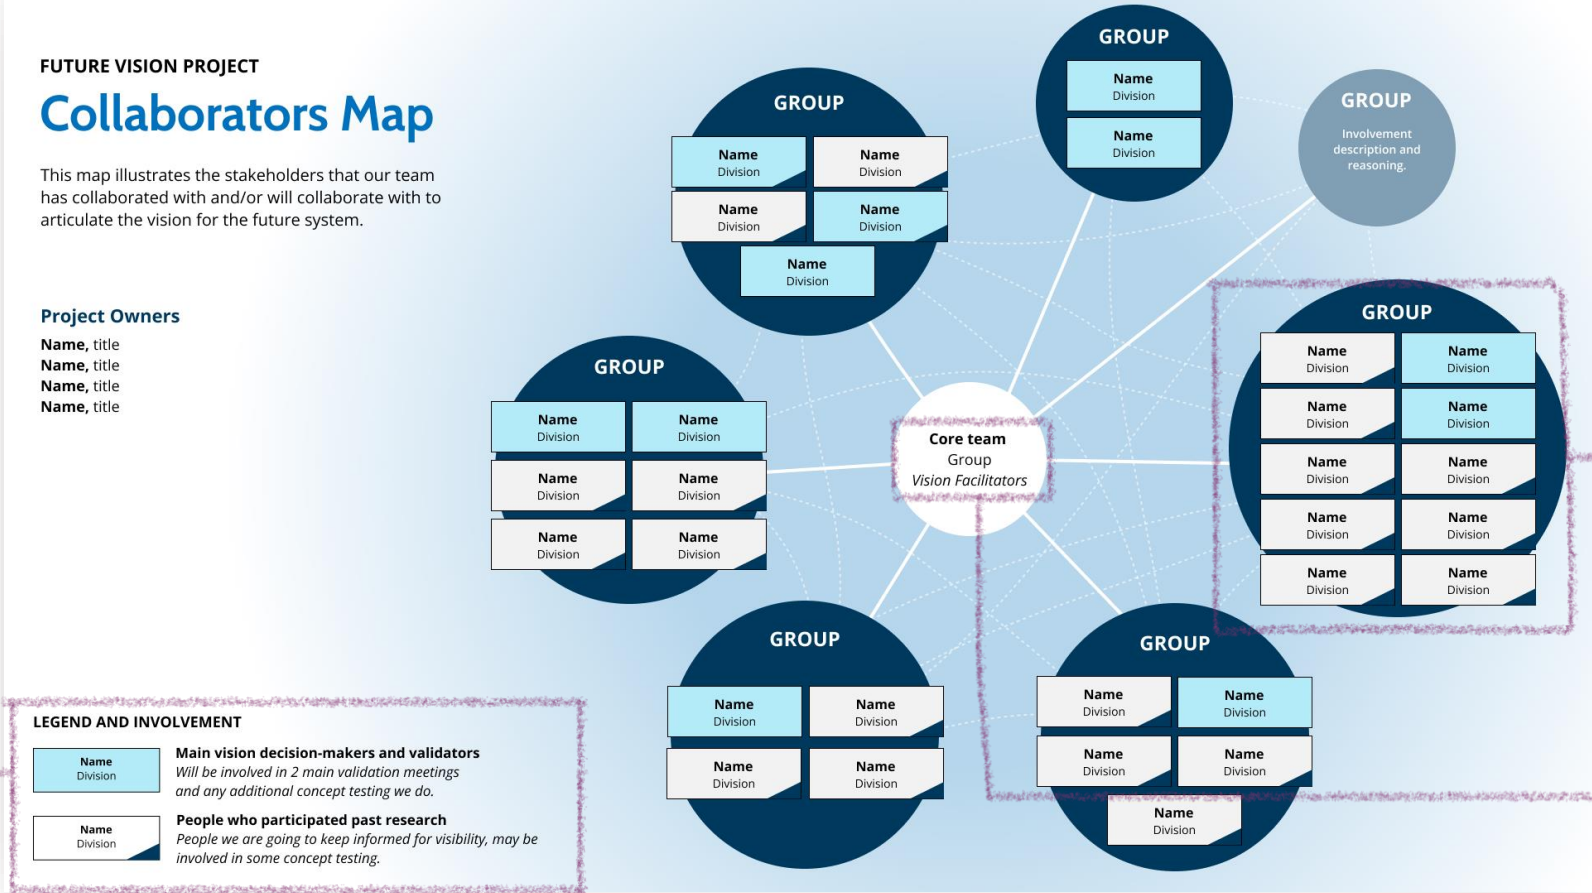 FUTURE VISION PROJECT
Collaborators Map
This map illustrates the stakeholders that our team
has collaborated with and/or will collaborate with to
articulate the vision for the future system.
Project Owners
Name, title
Name, title
Name, title
Name, title
LEGEND AND INVOLVEMENT
Name
Division
Main vision decision-makers and validators
Will be involved in 2 main validation meetings
and any additional concept testing we do.
Name
Division
People who participated past research
People we are going to keep informed for visibility, may be
involved in some concept testing.
GROUP
Name
Division
Name
Division
Name
Division
Name
Division
Name
Division
GROUP
Name
Division
Name
Division
GROUP
Involvement
description and
reasoning.
GROUP
Name
Division
Name
Division
Name
Division
Name
Division
Name
Division
Name
Division
Core team
Group
Vision Facilitators
GROUP
Name
Division
Name
Division
Name
Division
Name
Division
Name
Division
Name
Division
Name
Division
Name
Division
Name
Division
Name
Division
GROUP
Name
Division
Name
Division
Name
Division
Name
Division
GROUP
Name
Division
Name
Division
Name
Division
Name
Division
Name
Division